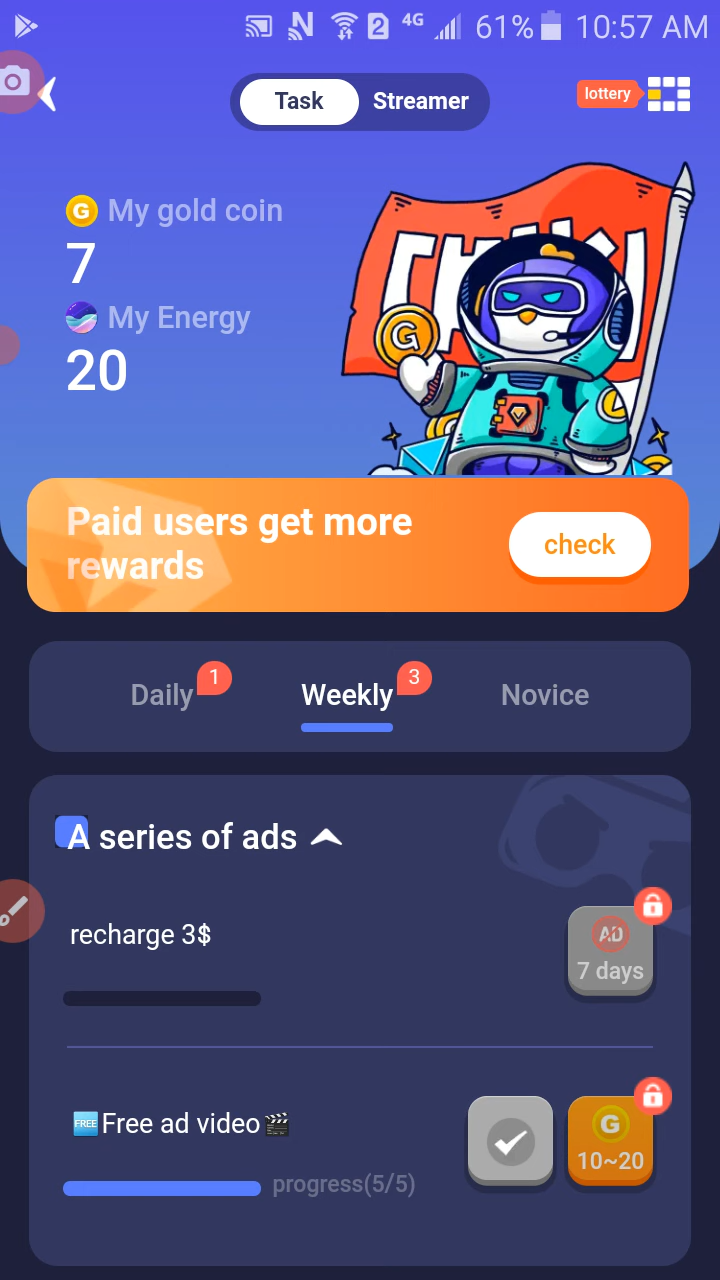 2 4G 61% 10:57 AM
Task Streamer lottery
G My gold coin
7
My Energy
20
G
Paid users get more
rewards
check
Daily 1 Weekly 3 Novice
A series of ads
recharge 3$
AD
7 days
FREE Free ad video
G
10~20
progress(5/5)